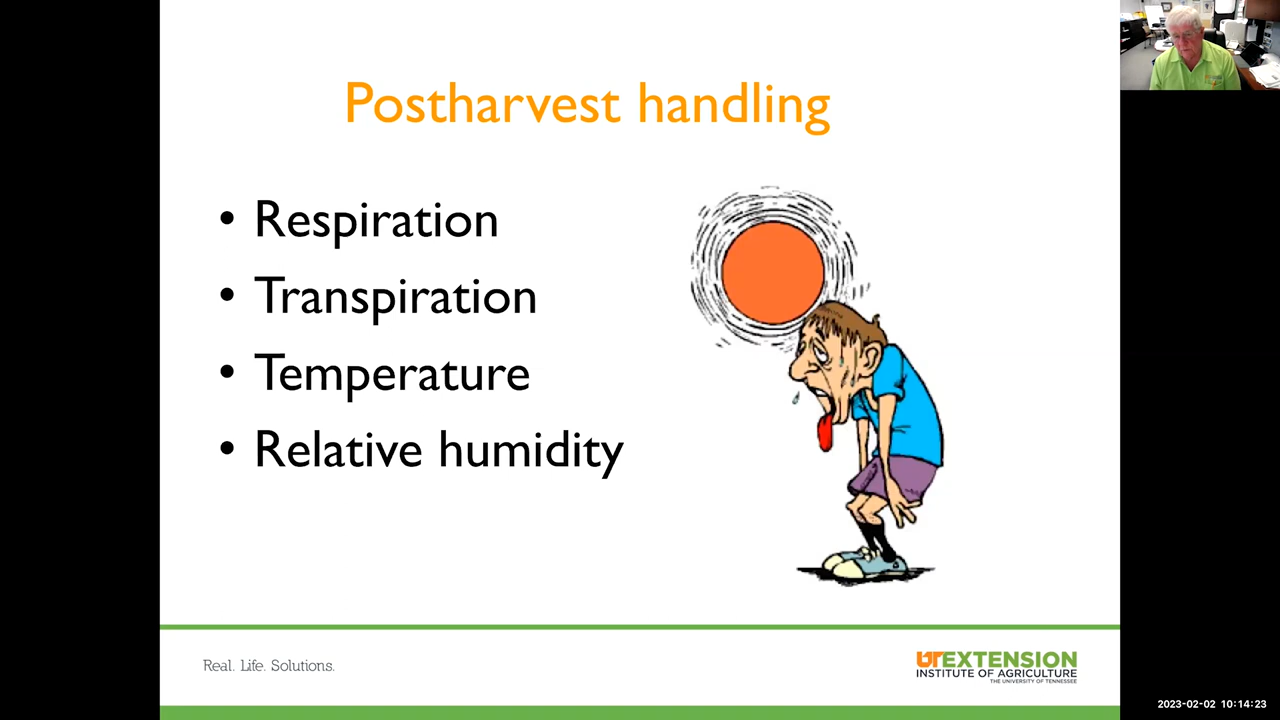 Postharvest handling
• Respiration
• Transpiration
• Temperature
• Relative humidity
Real. Life. Solutions.
UTEXTENSION
INSTITUTE OF AGRICULTURE
THE UNIVERSITY OF TENNESSEE
2023-02-02 10:14:23